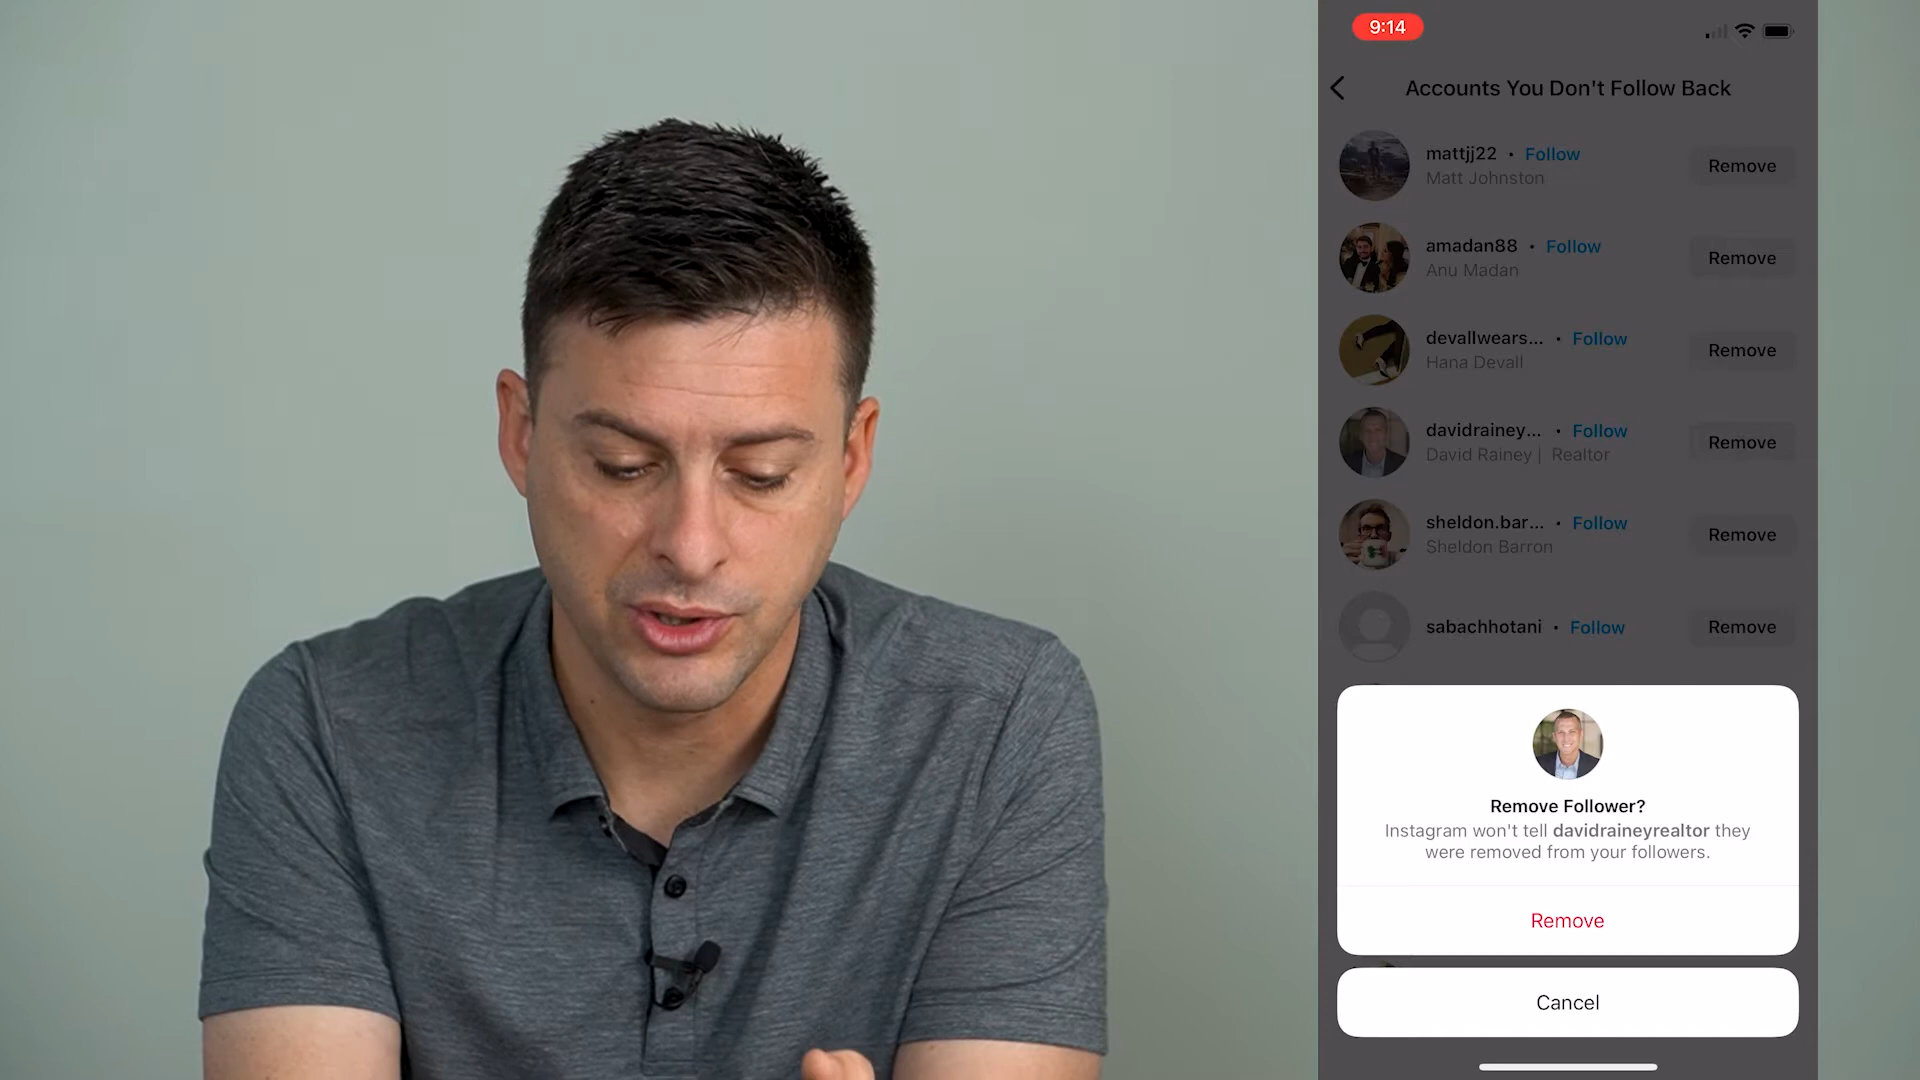 9:14
Accounts You Don't Follow Back
mattjj22 • Follow
Matt Johnston
Remove
amadan88 • Follow
Anu Madan
Remove
devallwears... • Follow
Hana Devall
Remove
davidrainey... • Follow
David Rainey | Realtor
Remove
sheldon.bar... • Follow
Sheldon Barron
Remove
sabachhotani • Follow
Remove
Remove Follower?
Instagram won't tell davidraineyrealtor they
were removed from your followers.
Remove
Cancel